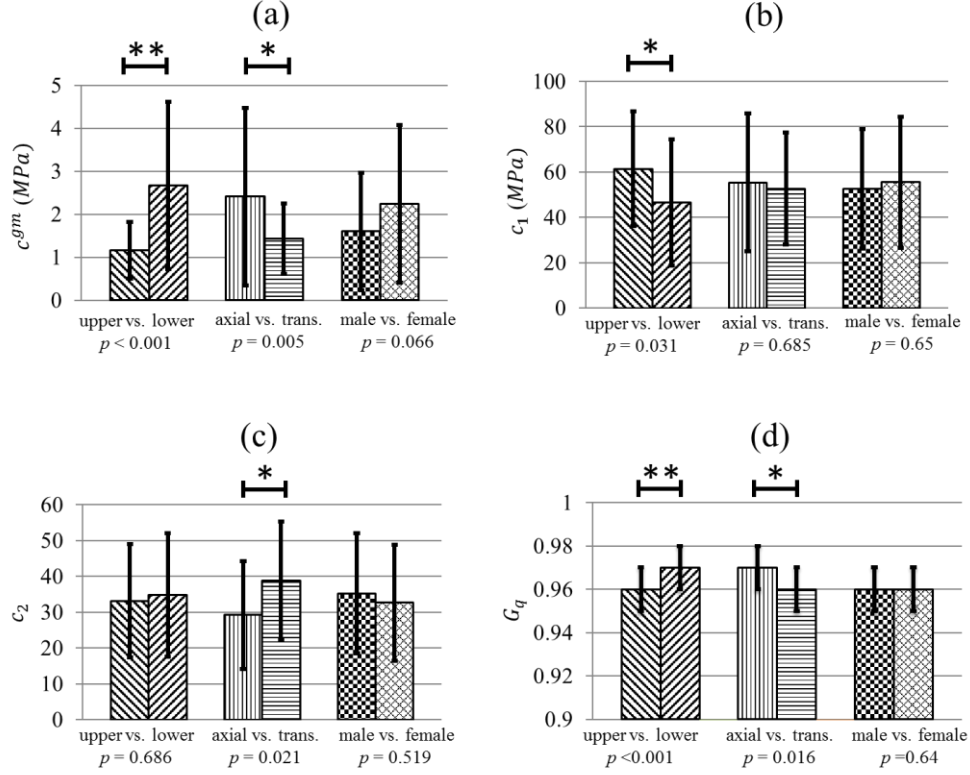 (a)
** *
c^gm (MPa)
5
4
3
2
1
0
upper vs. lower axial vs. trans. male vs. female
p < 0.001 p = 0.005 p = 0.066
(b)
*
c₁ (MPa)
100
80
60
40
20
0
upper vs. lower axial vs. trans. male vs. female
p = 0.031 p = 0.685 p = 0.65
(c)
*
c₂
60
50
40
30
20
10
0
upper vs. lower axial vs. trans. male vs. female
p = 0.686 p = 0.021 p = 0.519
(d)
** *
G_q
1
0.98
0.96
0.94
0.92
0.9
upper vs. lower axial vs. trans. male vs. female
<0.001 p = 0.016 p =0.64